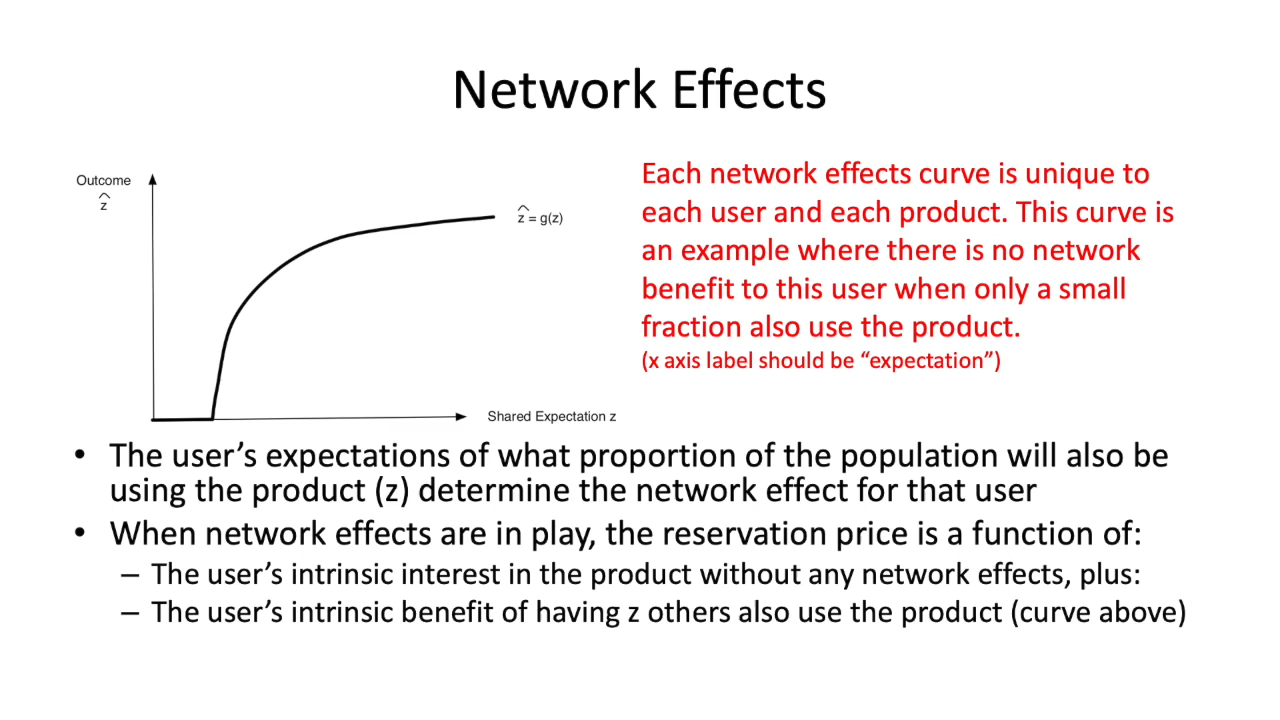 Network Effects
Outcome
ẑ
ẑ = g(z)
Shared Expectation z
Each network effects curve is unique to
each user and each product. This curve is
an example where there is no network
benefit to this user when only a small
fraction also use the product.
(x axis label should be “expectation”)
• The user’s expectations of what proportion of the population will also be
using the product (z) determine the network effect for that user
• When network effects are in play, the reservation price is a function of:
– The user’s intrinsic interest in the product without any network effects, plus:
– The user’s intrinsic benefit of having z others also use the product (curve above)